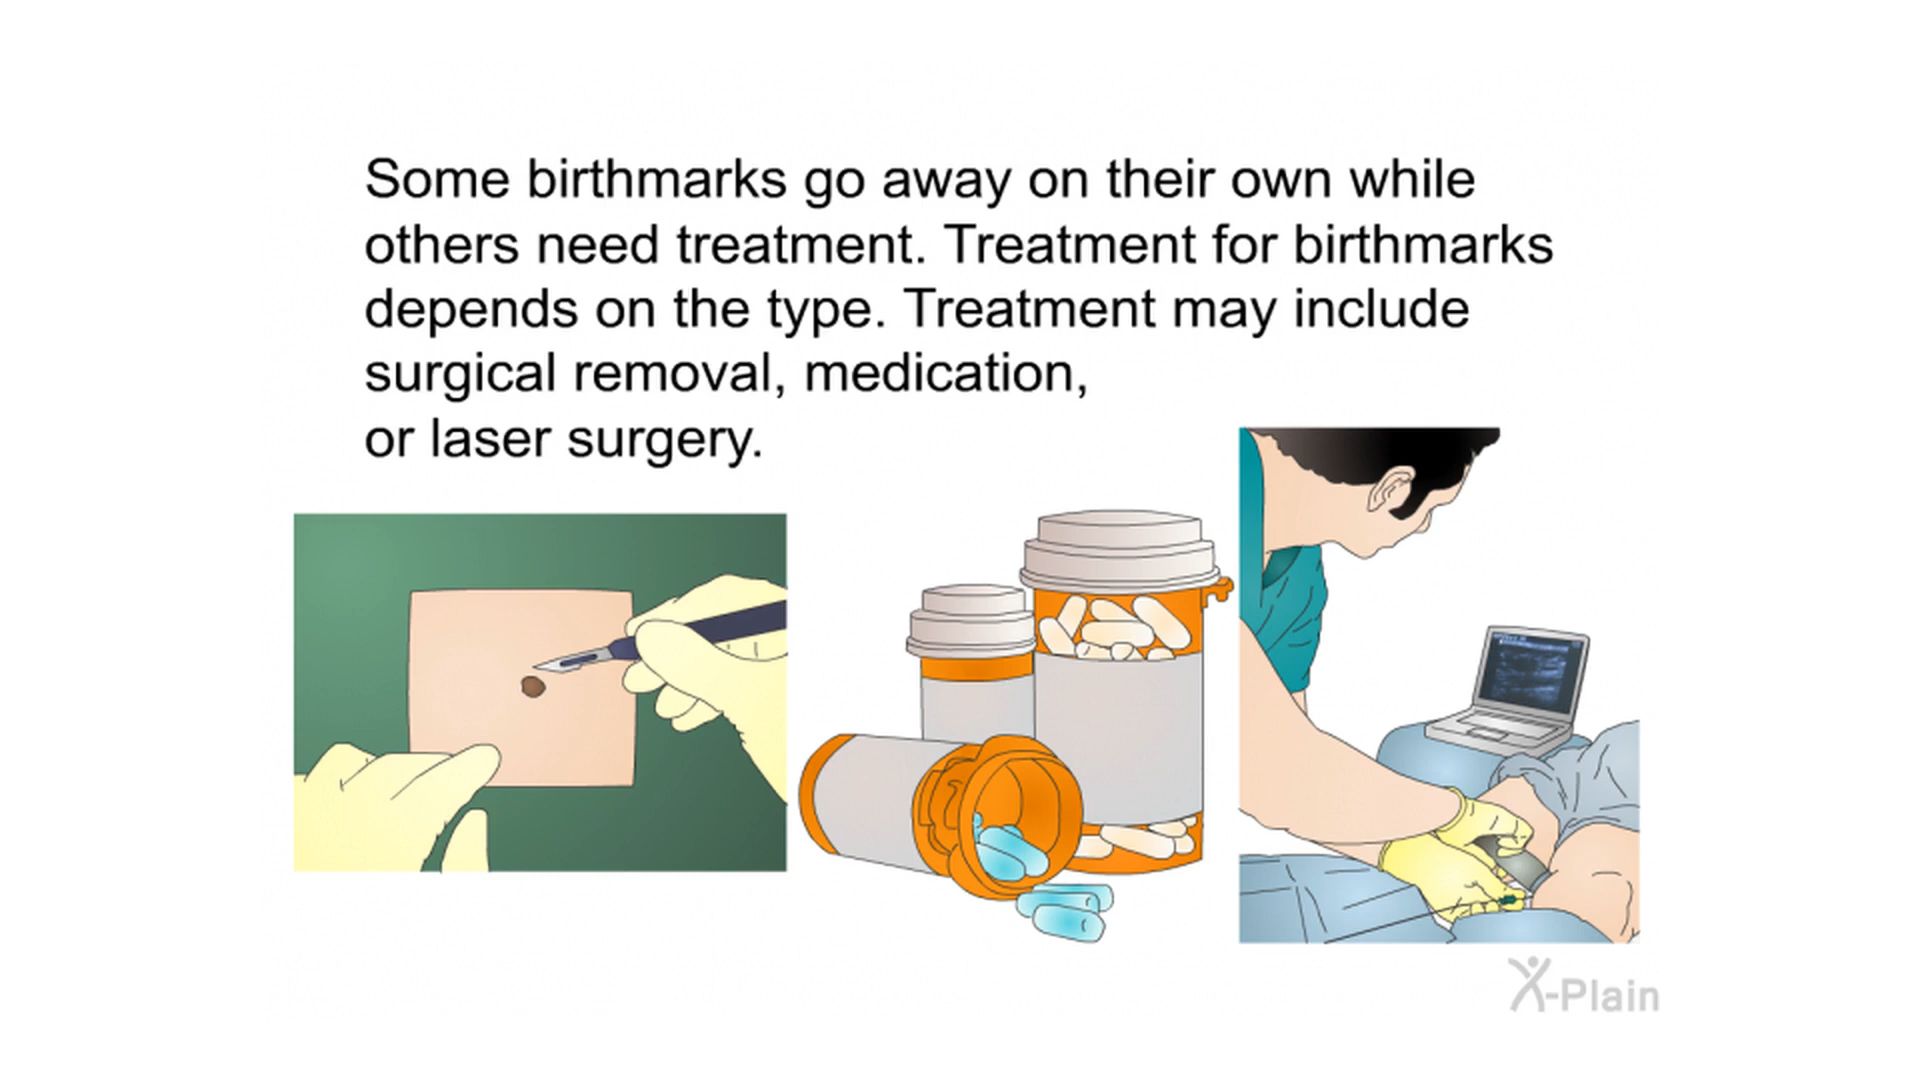 Some birthmarks go away on their own while
others need treatment. Treatment for birthmarks
depends on the type. Treatment may include
surgical removal, medication,
or laser surgery.
X-Plain